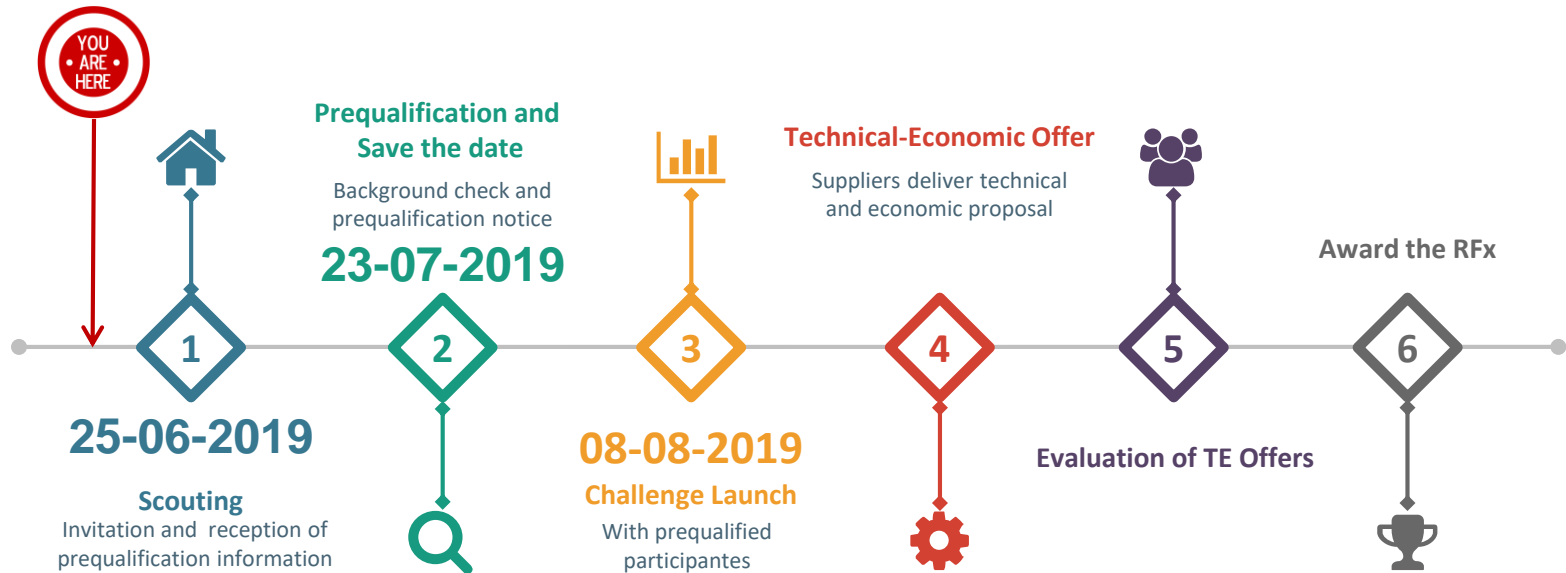 YOU
• ARE •
HERE
1
25-06-2019
Scouting
Invitation and reception of
prequalification information
Prequalification and
Save the date
Background check and
prequalification notice
23-07-2019
2
3
08-08-2019
Challenge Launch
With prequalified
participantes
Technical-Economic Offer
Suppliers deliver technical
and economic proposal
4
5
Evaluation of TE Offers
Award the RFx
6